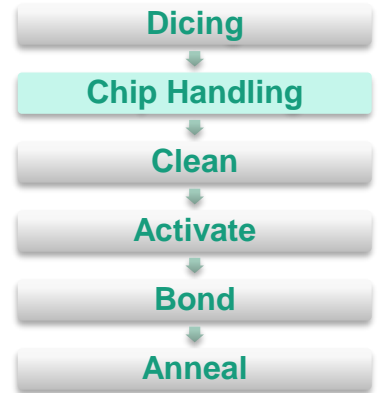 Dicing
Chip Handling
Clean
Activate
Bond
Anneal